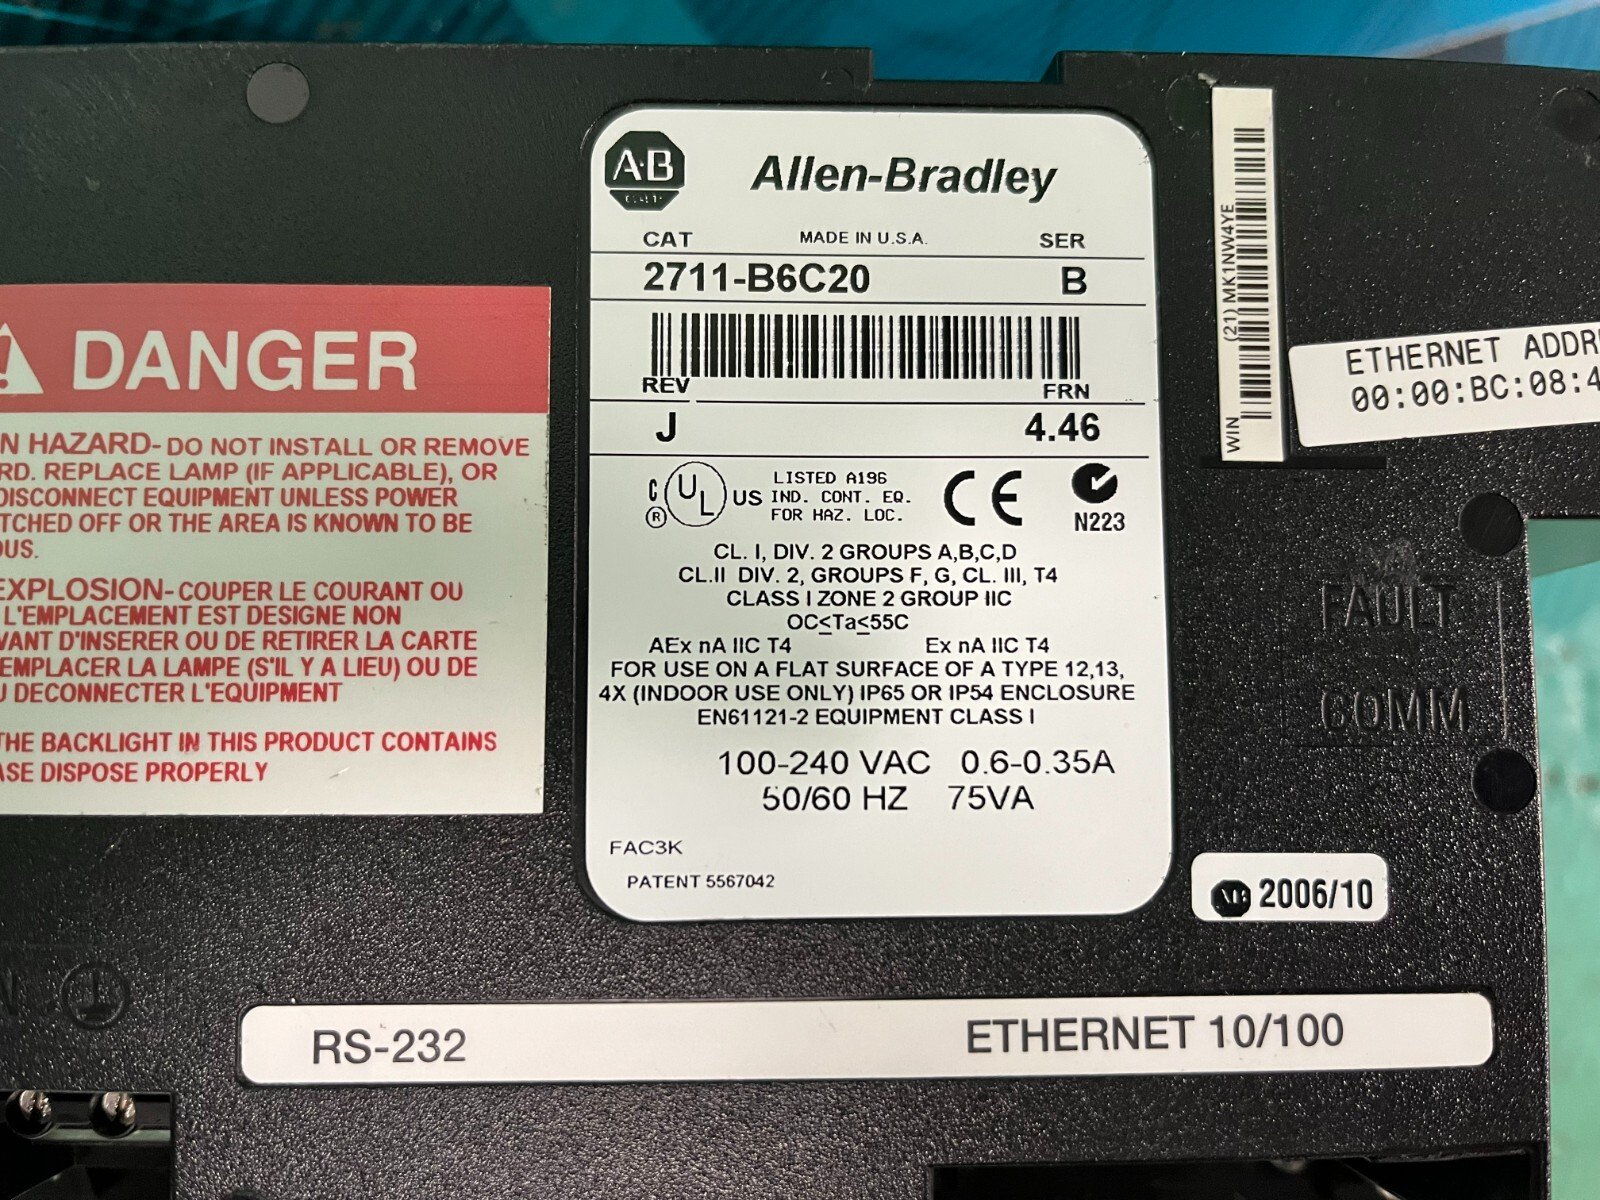 A·B
Allen-Bradley
CAT MADE IN U.S.A. SER
2711-B6C20 B
REV FRN
J 4.46
C UL US ®
LISTED A196
IND. CONT. EQ.
FOR HAZ. LOC.
CE
N223
CL. I, DIV. 2 GROUPS A,B,C,D
CL.II DIV. 2, GROUPS F, G, CL. III, T4
CLASS I ZONE 2 GROUP IIC
OC≤Ta≤55C
AEx nA IIC T4 Ex nA IIC T4
FOR USE ON A FLAT SURFACE OF A TYPE 12,13,
4X (INDOOR USE ONLY) IP65 OR IP54 ENCLOSURE
EN61121-2 EQUIPMENT CLASS I
100-240 VAC 0.6-0.35A
50/60 HZ 75VA
FAC3K
PATENT 5567042
DANGER
N HAZARD- DO NOT INSTALL OR REMOVE
RD. REPLACE LAMP (IF APPLICABLE), OR
DISCONNECT EQUIPMENT UNLESS POWER
TCHED OFF OR THE AREA IS KNOWN TO BE
OUS.
EXPLOSION- COUPER LE COURANT OU
L'EMPLACEMENT EST DESIGNE NON
VANT D'INSERER OU DE RETIRER LA CARTE
EMPLACER LA LAMPE (S'IL Y A LIEU) OU DE
U DECONNECTER L'EQUIPMENT
THE BACKLIGHT IN THIS PRODUCT CONTAINS
ASE DISPOSE PROPERLY
WIN (21) MK1NW4YE
ETHERNET ADDR
00:00:BC:08:4
FAULT
COMM
AB 2006/10
RS-232 ETHERNET 10/100